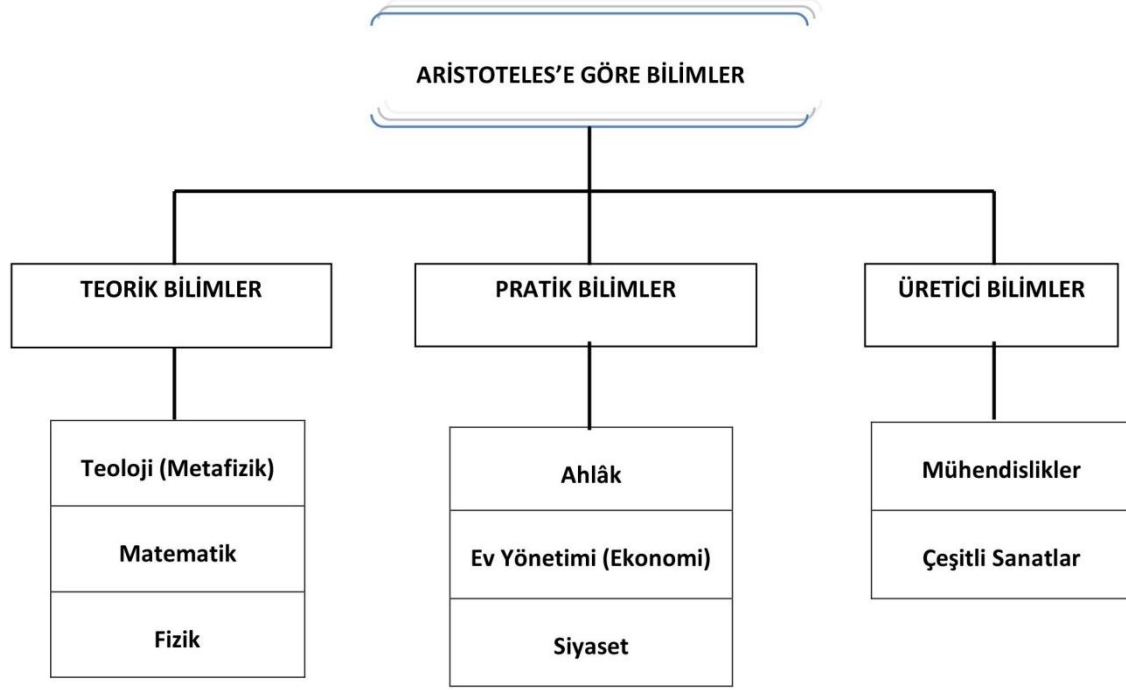 ARİSTOTELES’E GÖRE BİLİMLER
TEORİK BİLİMLER
PRATİK BİLİMLER
ÜRETİCİ BİLİMLER
Teoloji (Metafizik)
Matematik
Fizik
Ahlâk
Ev Yönetimi (Ekonomi)
Siyaset
Mühendislikler
Çeşitli Sanatlar